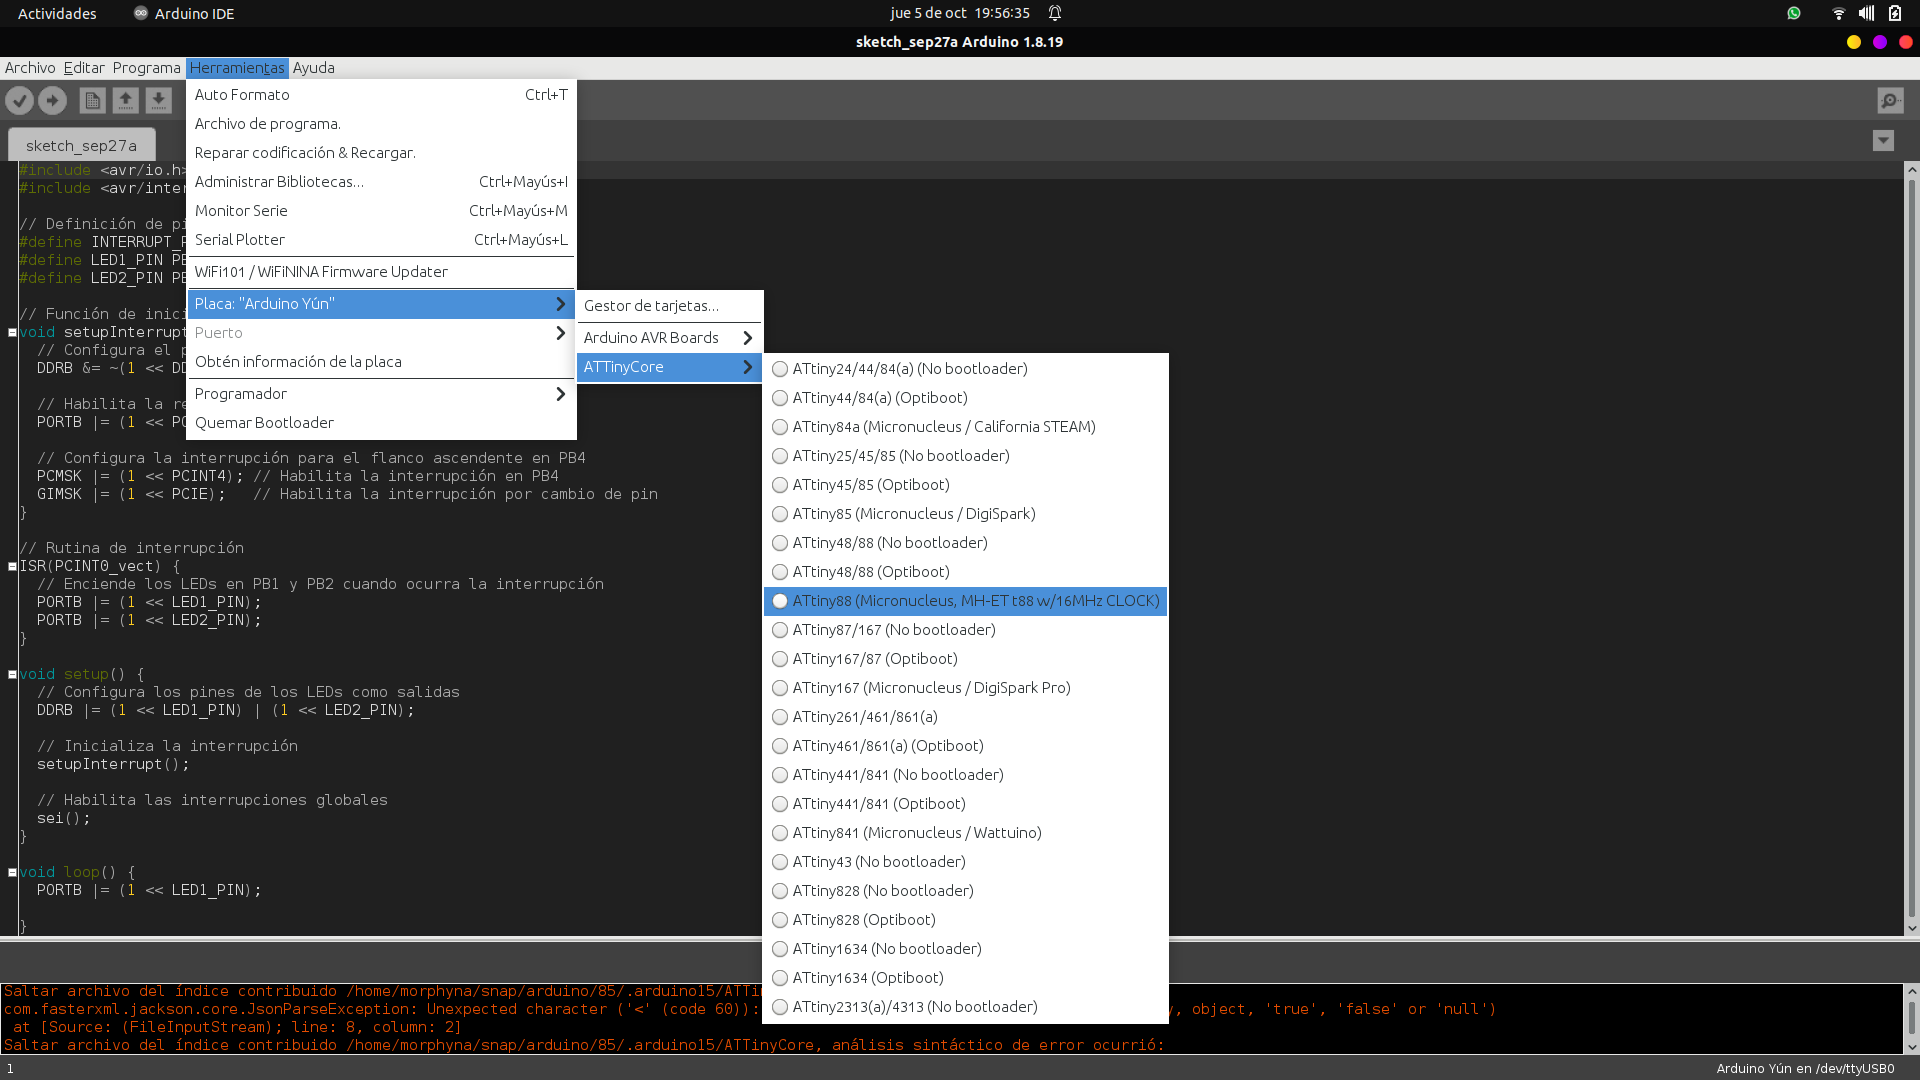 Actividades
Arduino IDE
jue 5 de oct 19:56:35
sketch_sep27a Arduino 1.8.19
Archivo Editar Programa Herramientas Ayuda
Auto Formato Ctrl+T
Archivo de programa.
Reparar codificación & Recargar.
Administrar Bibliotecas... Ctrl+Mayús+I
Monitor Serie Ctrl+Mayús+M
Serial Plotter Ctrl+Mayús+L
WiFi101 / WiFiNINA Firmware Updater
Placa: "Arduino Yún"
Puerto
Obtén información de la placa
Programador
Quemar Bootloader
Gestor de tarjetas...
Arduino AVR Boards
ATTinyCore
ATtiny24/44/84(a) (No bootloader)
ATtiny44/84(a) (Optiboot)
ATtiny84a (Micronucleus / California STEAM)
ATtiny25/45/85 (No bootloader)
ATtiny45/85 (Optiboot)
ATtiny85 (Micronucleus / DigiSpark)
ATtiny48/88 (No bootloader)
ATtiny48/88 (Optiboot)
ATtiny88 (Micronucleus, MH-ET t88 w/16MHz CLOCK)
ATtiny87/167 (No bootloader)
ATtiny167/87 (Optiboot)
ATtiny167 (Micronucleus / DigiSpark Pro)
ATtiny261/461/861(a)
ATtiny461/861(a) (Optiboot)
ATtiny441/841 (No bootloader)
ATtiny441/841 (Optiboot)
ATtiny841 (Micronucleus / Wattuino)
ATtiny43 (No bootloader)
ATtiny828 (No bootloader)
ATtiny828 (Optiboot)
ATtiny1634 (No bootloader)
ATtiny1634 (Optiboot)
ATtiny2313(a)/4313 (No bootloader)
sketch_sep27a
#include <avr/io.h>
#include <avr/inter
// Definición de pi
#define INTERRUPT_P
#define LED1_PIN PB
#define LED2_PIN PB
// Función de inici
void setupInterrupt
// Configura el p
DDRB &= ~(1 << DD
// Habilita la re
PORTB |= (1 << PO
// Configura la interrupción para el flanco ascendente en PB4
PCMSK |= (1 << PCINT4); // Habilita la interrupción en PB4
GIMSK |= (1 << PCIE);   // Habilita la interrupción por cambio de pin
}
// Rutina de interrupción
ISR(PCINT0_vect) {
// Enciende los LEDs en PB1 y PB2 cuando ocurra la interrupción
PORTB |= (1 << LED1_PIN);
PORTB |= (1 << LED2_PIN);
}
void setup() {
// Configura los pines de los LEDs como salidas
DDRB |= (1 << LED1_PIN) | (1 << LED2_PIN);
// Inicializa la interrupción
setupInterrupt();
// Habilita las interrupciones globales
sei();
}
void loop() {
PORTB |= (1 << LED1_PIN);
}
Saltar archivo del índice contribuido /home/morphyna/snap/arduino/85/.arduino15/ATTi
com.fasterxml.jackson.core.JsonParseException: Unexpected character ('<' (code 60)): y, object, 'true', 'false' or 'null')
at [Source: (FileInputStream); line: 8, column: 2]
Saltar archivo del índice contribuido /home/morphyna/snap/arduino/85/.arduino15/ATTinyCore, análisis sintáctico de error ocurrió:
1
Arduino Yún en /dev/ttyUSB0